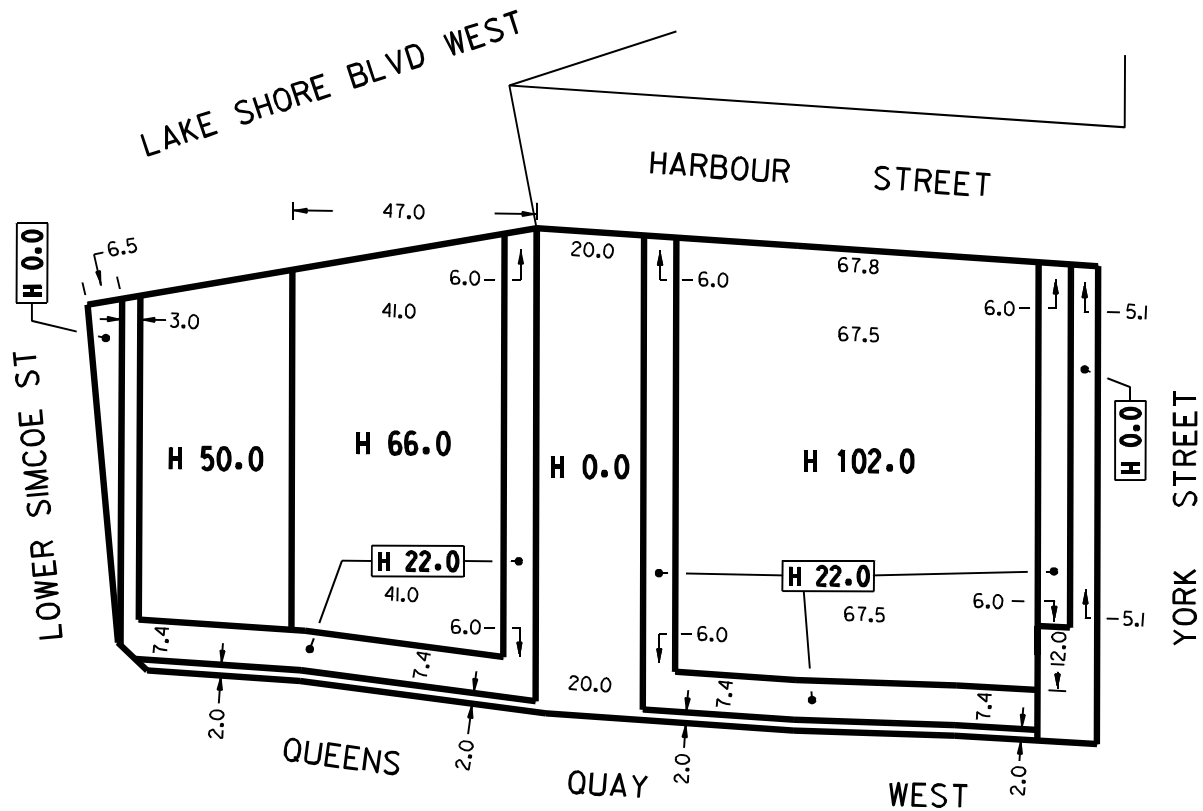 LAKE SHORE BLVD WEST
HARBOUR STREET
47.0
H 0.0
6.5
20.0
67.8
6.0
6.0
6.0
5.1
3.0
41.0
67.5
H 50.0
H 66.0
H 0.0
H 102.0
H 0.0
LOWER SIMCOE ST
YORK STREET
H 22.0
H 22.0
41.0
67.5
6.0
6.0
6.0
5.1
7.4
7.4
20.0
7.4
7.4
12.0
2.0
2.0
2.0
2.0
QUEENS QUAY WEST